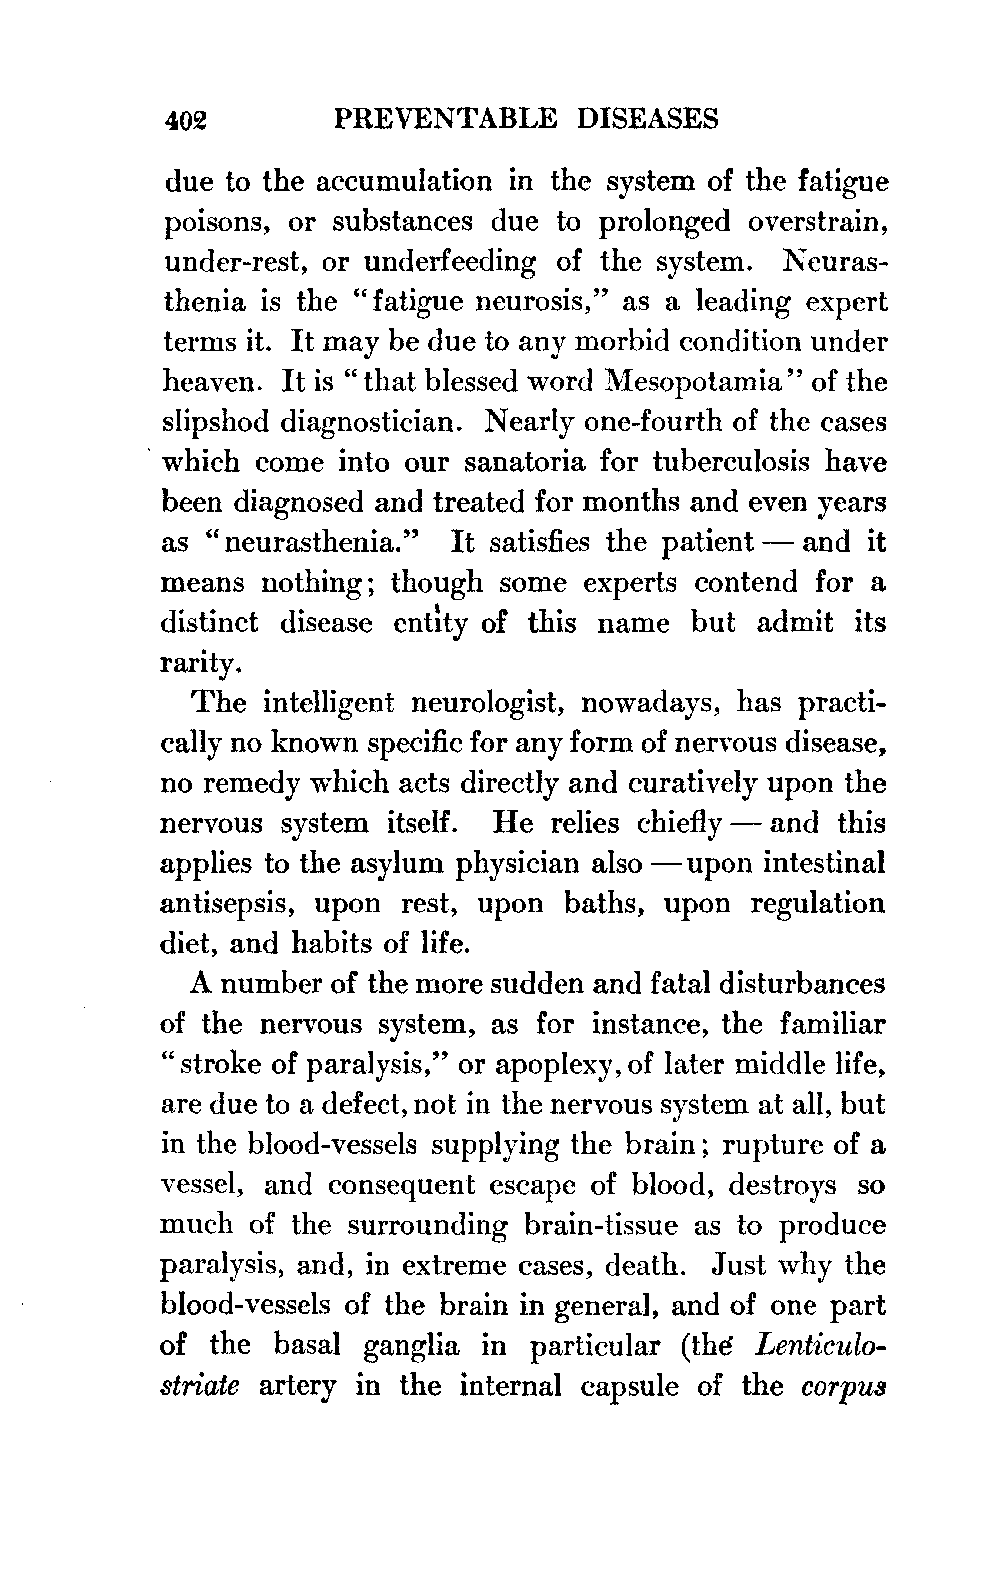 402 PREVENTABLE DISEASES
due to the accumulation in the system of the fatigue
poisons, or substances due to prolonged overstrain,
under-rest, or underfeeding of the system. Neuras-
thenia is the “fatigue neurosis,” as a leading expert
terms it. It may be due to any morbid condition under
heaven. It is “that blessed word Mesopotamia” of the
slipshod diagnostician. Nearly one-fourth of the cases
which come into our sanatoria for tuberculosis have
been diagnosed and treated for months and even years
as “neurasthenia.” It satisfies the patient — and it
means nothing; though some experts contend for a
distinct disease entity of this name but admit its
rarity.
The intelligent neurologist, nowadays, has practi-
cally no known specific for any form of nervous disease,
no remedy which acts directly and curatively upon the
nervous system itself. He relies chiefly — and this
applies to the asylum physician also — upon intestinal
antisepsis, upon rest, upon baths, upon regulation
diet, and habits of life.
A number of the more sudden and fatal disturbances
of the nervous system, as for instance, the familiar
“stroke of paralysis,” or apoplexy, of later middle life,
are due to a defect, not in the nervous system at all, but
in the blood-vessels supplying the brain; rupture of a
vessel, and consequent escape of blood, destroys so
much of the surrounding brain-tissue as to produce
paralysis, and, in extreme cases, death. Just why the
blood-vessels of the brain in general, and of one part
of the basal ganglia in particular (the Lenticulo-
striate artery in the internal capsule of the corpus